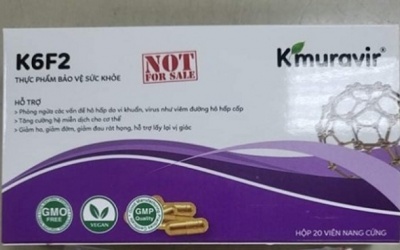 K6F2
THỰC PHẨM BẢO VỆ SỨC KHỎE
NOT
FOR SALE
Kmuravir®
HỖ TRỢ
• Phòng ngừa các vấn đề hô hấp do vi khuẩn, virus như viêm đường hô hấp cấp
• Tăng cường hệ miễn dịch cho cơ thể
• Giảm ho, giảm đờm, giảm đau rát họng, hỗ trợ lấy lại vị giác
GMO
FREE
VEGAN
GMP
Quality
HỘP 20 VIÊN NANG CỨNG